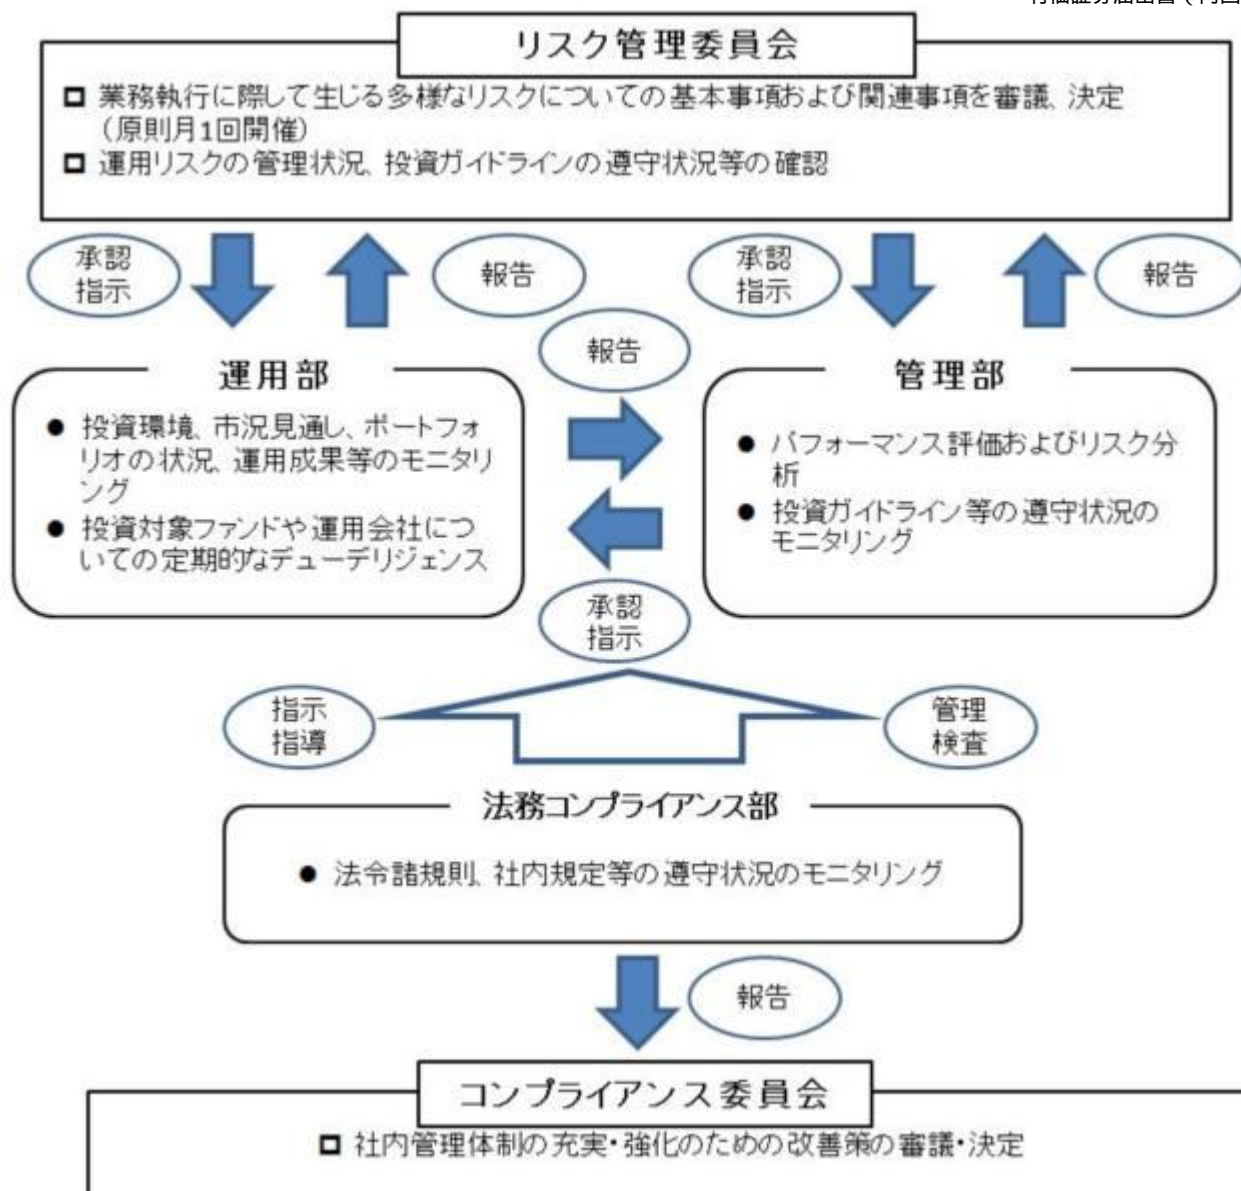 リスク管理委員会
業務執行に際して生じる多様なリスクについての基本事項および関連事項を審議、決定
（原則月1回開催）
運用リスクの管理状況、投資ガイドラインの遵守状況等の確認
承認
指示
報告
承認
指示
報告
報告
運用部
投資環境、市況見通し、ポートフォ
リオの状況、運用成果等のモニタリ
ング
投資対象ファンドや運用会社につ
いての定期的なデューデリジェンス
管理部
パフォーマンス評価およびリスク分
析
投資ガイドライン等の遵守状況の
モニタリング
承認
指示
指示
指導
管理
検査
法務コンプライアンス部
法令諸規則、社内規定等の遵守状況のモニタリング
報告
コンプライアンス委員会
社内管理体制の充実・強化のための改善策の審議・決定